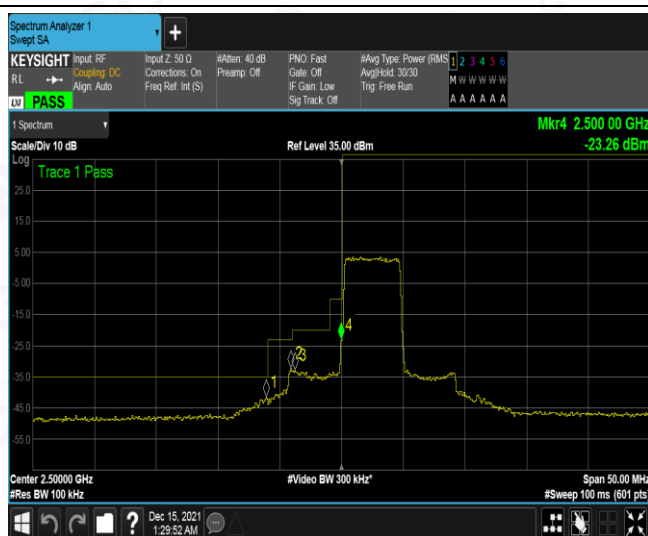 Spectrum Analyzer 1
Swept SA
+
KEYSIGHT Input: RF Input Z: 50 Ω #Atten: 40 dB PNO: Fast #Avg Type: Power (RMS 1 2 3 4 5 6
RL Coupling: DC Corrections: On Preamp: Off Gate: Off Avg|Hold: 30/30 M W W W W W
Align: Auto Freq Ref: Int (S) IF Gain: Low Trig: Free Run
LXI PASS Sig Track: Off A A A A A A
1 Spectrum Mkr4 2.500 00 GHz
Scale/Div 10 dB Ref Level 35.00 dBm -23.26 dBm
Log
Trace 1 Pass
25.0
15.0
5.00
-5.00
-15.0
-25.0
-35.0
-45.0
-55.0
1
2
3
4
Center 2.50000 GHz #Video BW 300 kHz* Span 50.00 MHz
#Res BW 100 kHz #Sweep 100 ms (601 pts)
? Dec 15, 2021
1:29:52 AM